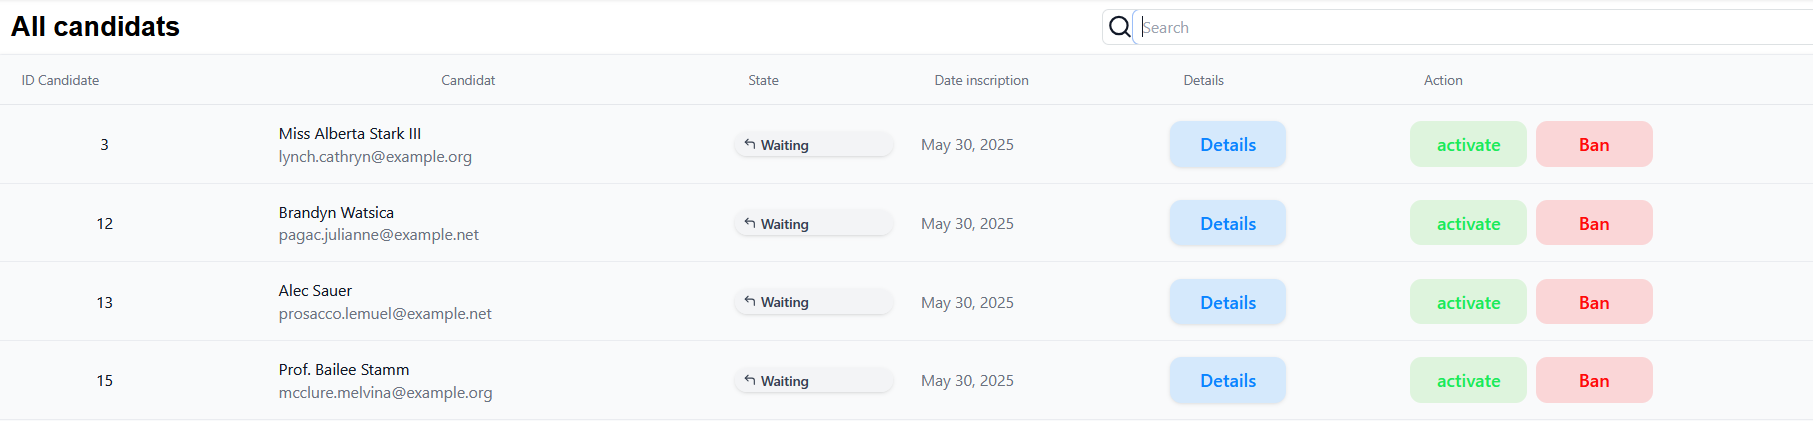 All candidats
Search
ID Candidate Candidat State Date inscription Details Action
3 Miss Alberta Stark III lynch.cathryn@example.org Waiting May 30, 2025 Details activate Ban
12 Brandyn Watsica pagac.julianne@example.net Waiting May 30, 2025 Details activate Ban
13 Alec Sauer prosacco.lemuel@example.net Waiting May 30, 2025 Details activate Ban
15 Prof. Bailee Stamm mcclure.melvina@example.org Waiting May 30, 2025 Details activate Ban